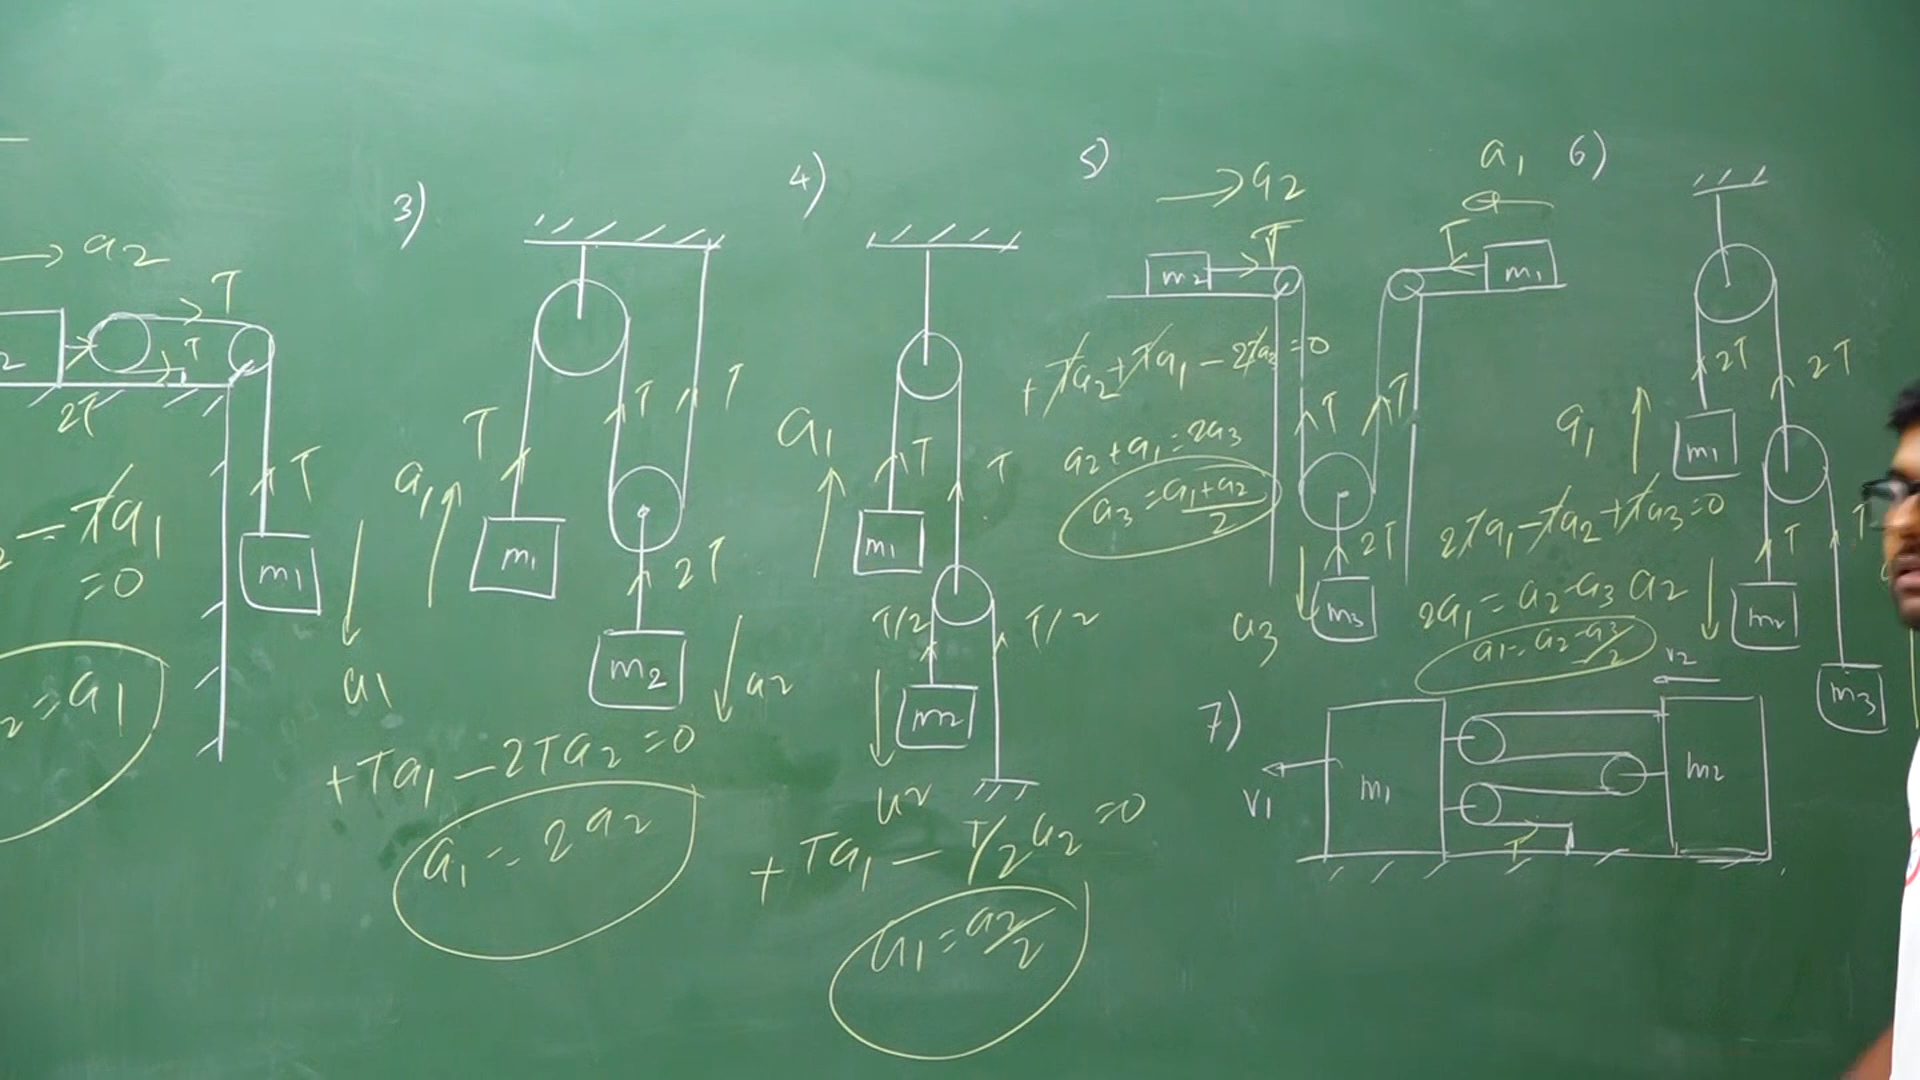 a2
T
T
2T
T
- Ta1
= 0
= a1
m1
a1
3)
T
T
T
a1
m1
2T
m2
a2
+Ta1 - 2Ta2 = 0
a1 = 2a2
4)
a1
T
T
m1
T/2
T/2
m2
a2
+Ta1 - T/2 a2 = 0
a1 = a2/2
5)
a2
a1
T
T
m2
m1
+Ta2 + Ta1 - 2Ta3 = 0
a2 + a1 = 2a3
a3 = a1 + a2 / 2
T
T
2T
m3
a3
6)
2T
2T
a1
m1
2Ta1 - Ta2 + Ta3 = 0
T
T
2a1 = a2 - a3
a2
m2
a1 = a2 - a3 / 2
m3
7)
v2
v1
m1
m2
T